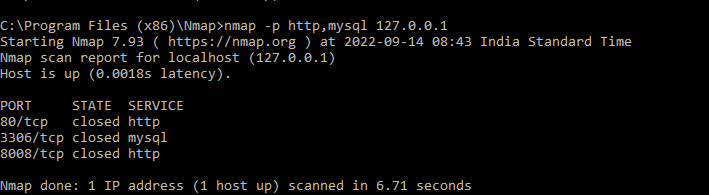 C:\Program Files (x86)\Nmap>nmap -p http,mysql 127.0.0.1
Starting Nmap 7.93 ( https://nmap.org ) at 2022-09-14 08:43 India Standard Time
Nmap scan report for localhost (127.0.0.1)
Host is up (0.0018s latency).
PORT     STATE  SERVICE
80/tcp   closed http
3306/tcp closed mysql
8008/tcp closed http
Nmap done: 1 IP address (1 host up) scanned in 6.71 seconds